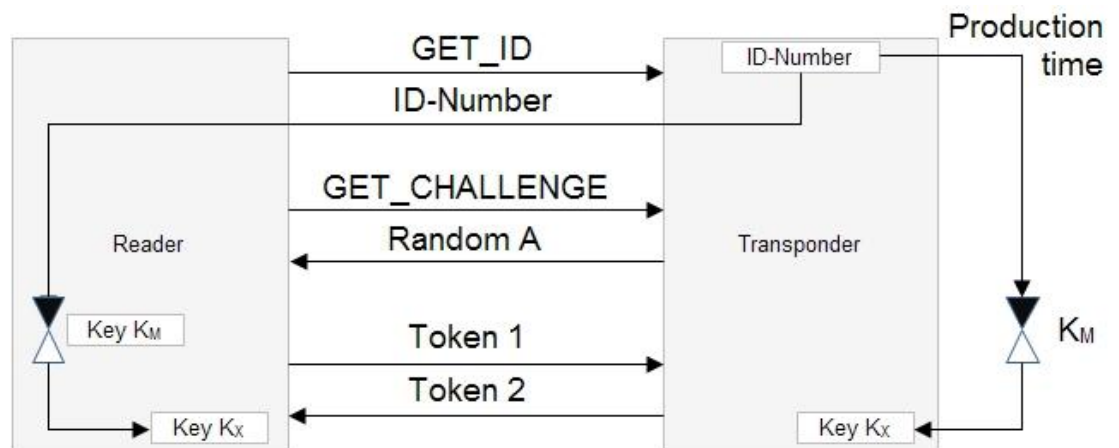 GET_ID
Production
time
ID-Number
ID-Number
GET_CHALLENGE
Reader
Random A
Transponder
Key KM
Token 1
KM
Token 2
Key KX
Key KX